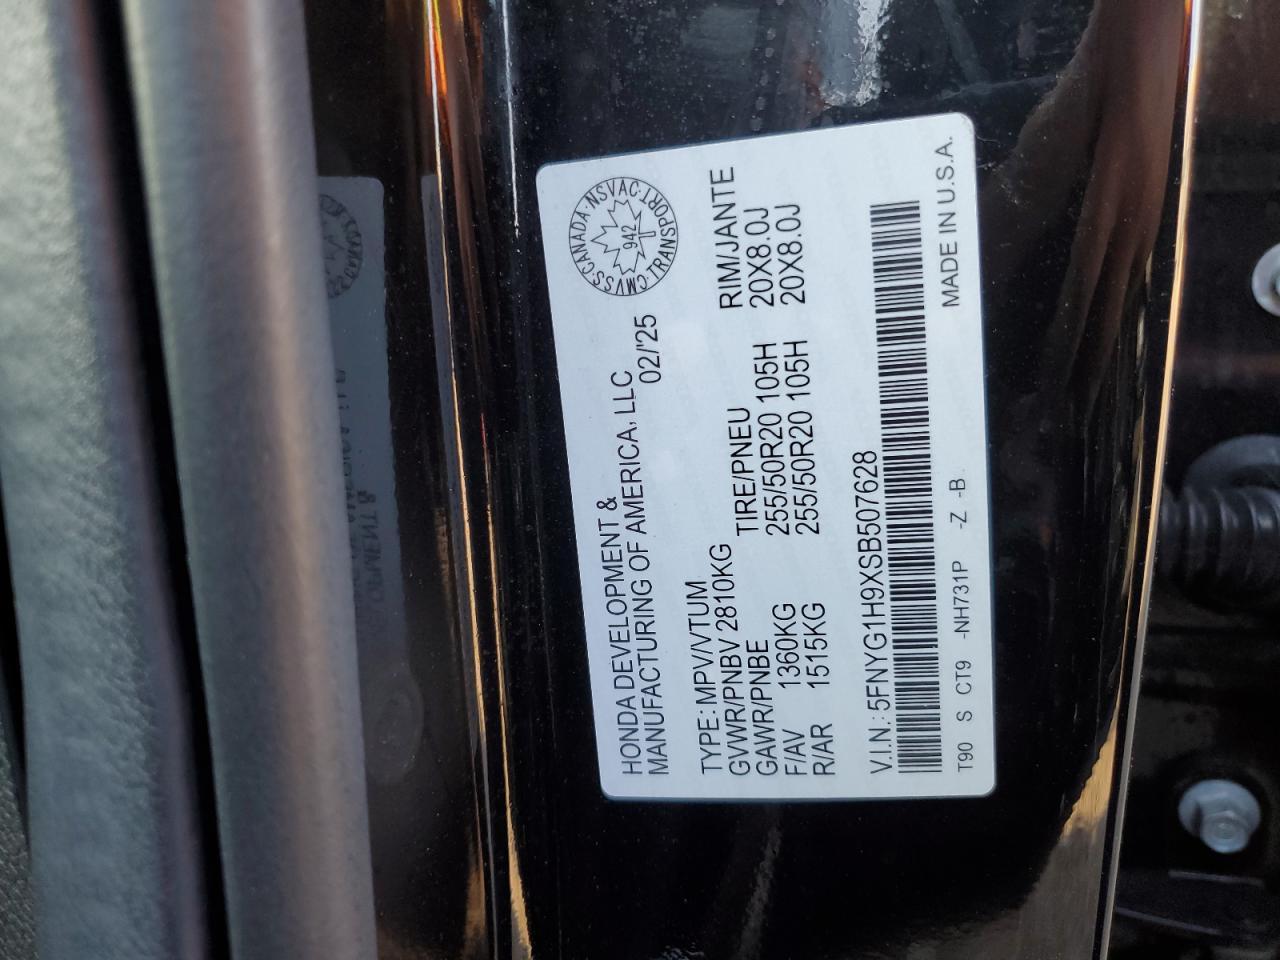 HONDA DEVELOPMENT &
MANUFACTURING OF AMERICA, LLC
02/'25
CMVSS·CANADA·NSVAC·TRANSPORT
942
TYPE: MPV/VTUM
GVWR/PNBV 2810KG
GAWR/PNBE TIRE/PNEU RIM/JANTE
F/AV 1360KG 255/50R20 105H 20X8.0J
R/AR 1515KG 255/50R20 105H 20X8.0J
V.I.N.: 5FNYG1H9XSB507628
T90 S CT9 -NH731P -Z -B
MADE IN U.S.A.